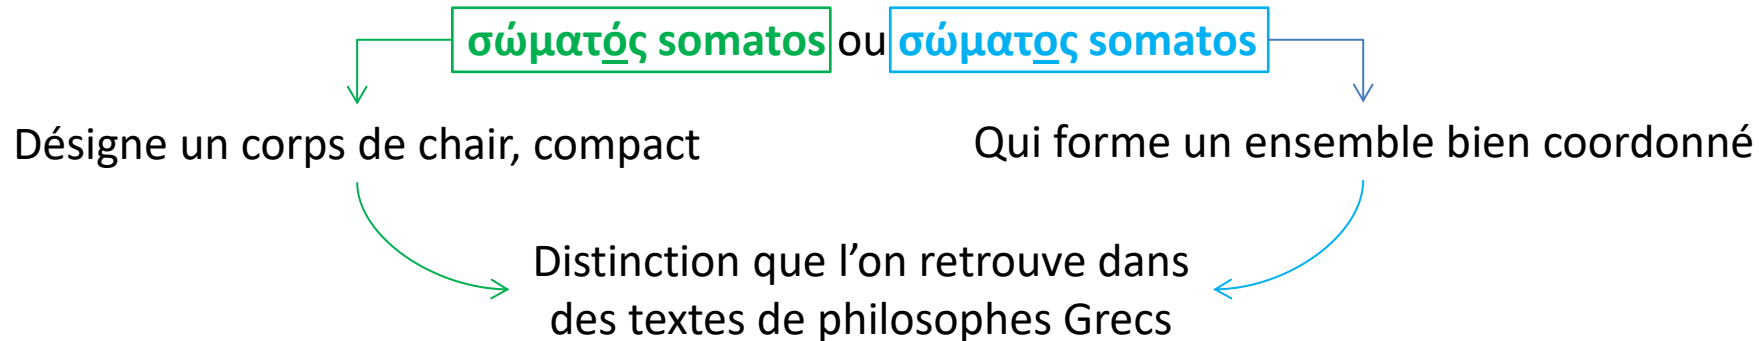 σώματός somatos ou σώματος somatos
Désigne un corps de chair, compact
Qui forme un ensemble bien coordonné
Distinction que l’on retrouve dans
des textes de philosophes Grecs